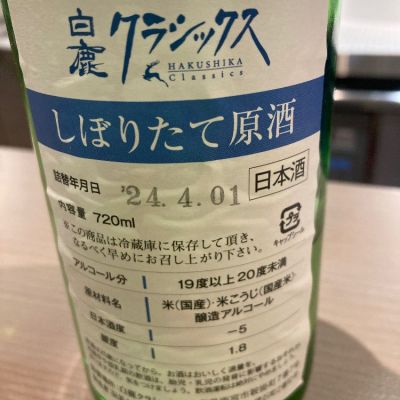 白鹿
クラシックス
HAKUSHIKA
Classics
しぼりたて原酒
詰替年月日 '24.4.01 日本酒
内容量 720ml
※この商品は冷蔵庫に保存して頂き、
なるべく早めにお召し上がり下さい。
プラ
キャップシール
アルコール分 19度以上20度未満
原材料名 米(国産)・米こうじ(国産米)
醸造アルコール
日本酒度 −5
酸度 1.8